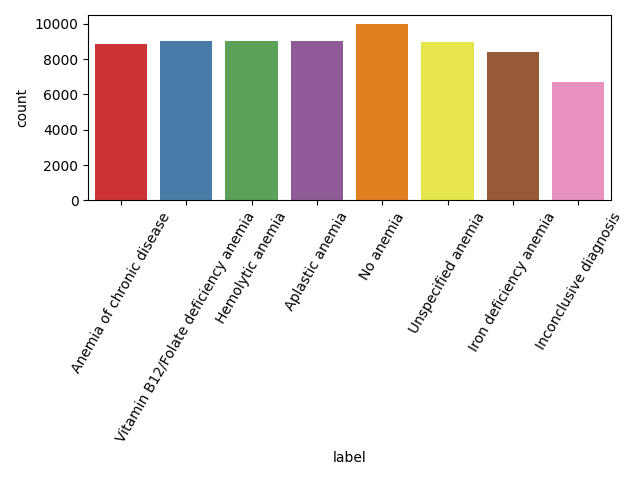 10000
8000
6000
4000
2000
0
count
Anemia of chronic disease
Vitamin B12/Folate deficiency anemia
Hemolytic anemia
Aplastic anemia
No anemia
Unspecified anemia
Iron deficiency anemia
Inconclusive diagnosis
label